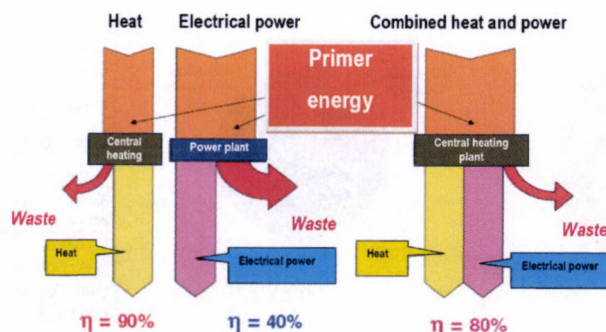 Heat
Electrical power
Combined heat and power
Primer
energy
Central
heating
Power plant
Central heating
plant
Waste
Waste
Waste
Heat
Electrical power
Heat
Electrical power
η = 90%
η = 40%
η = 80%